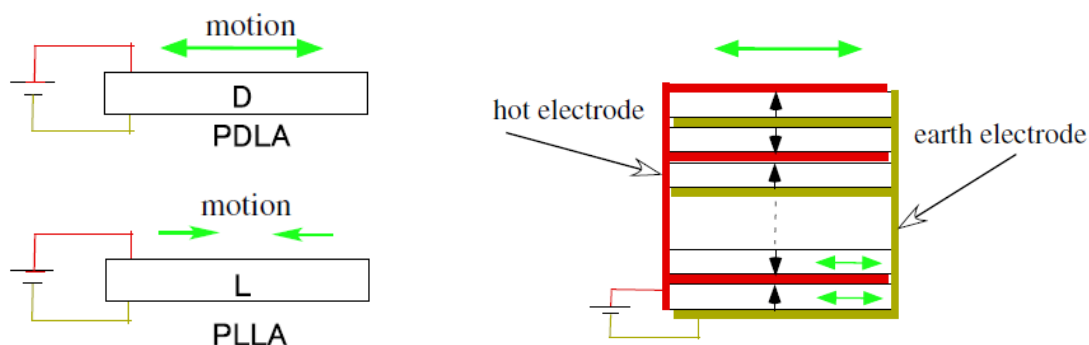 motion
D
PDLA
motion
L
PLLA
hot electrode
earth electrode